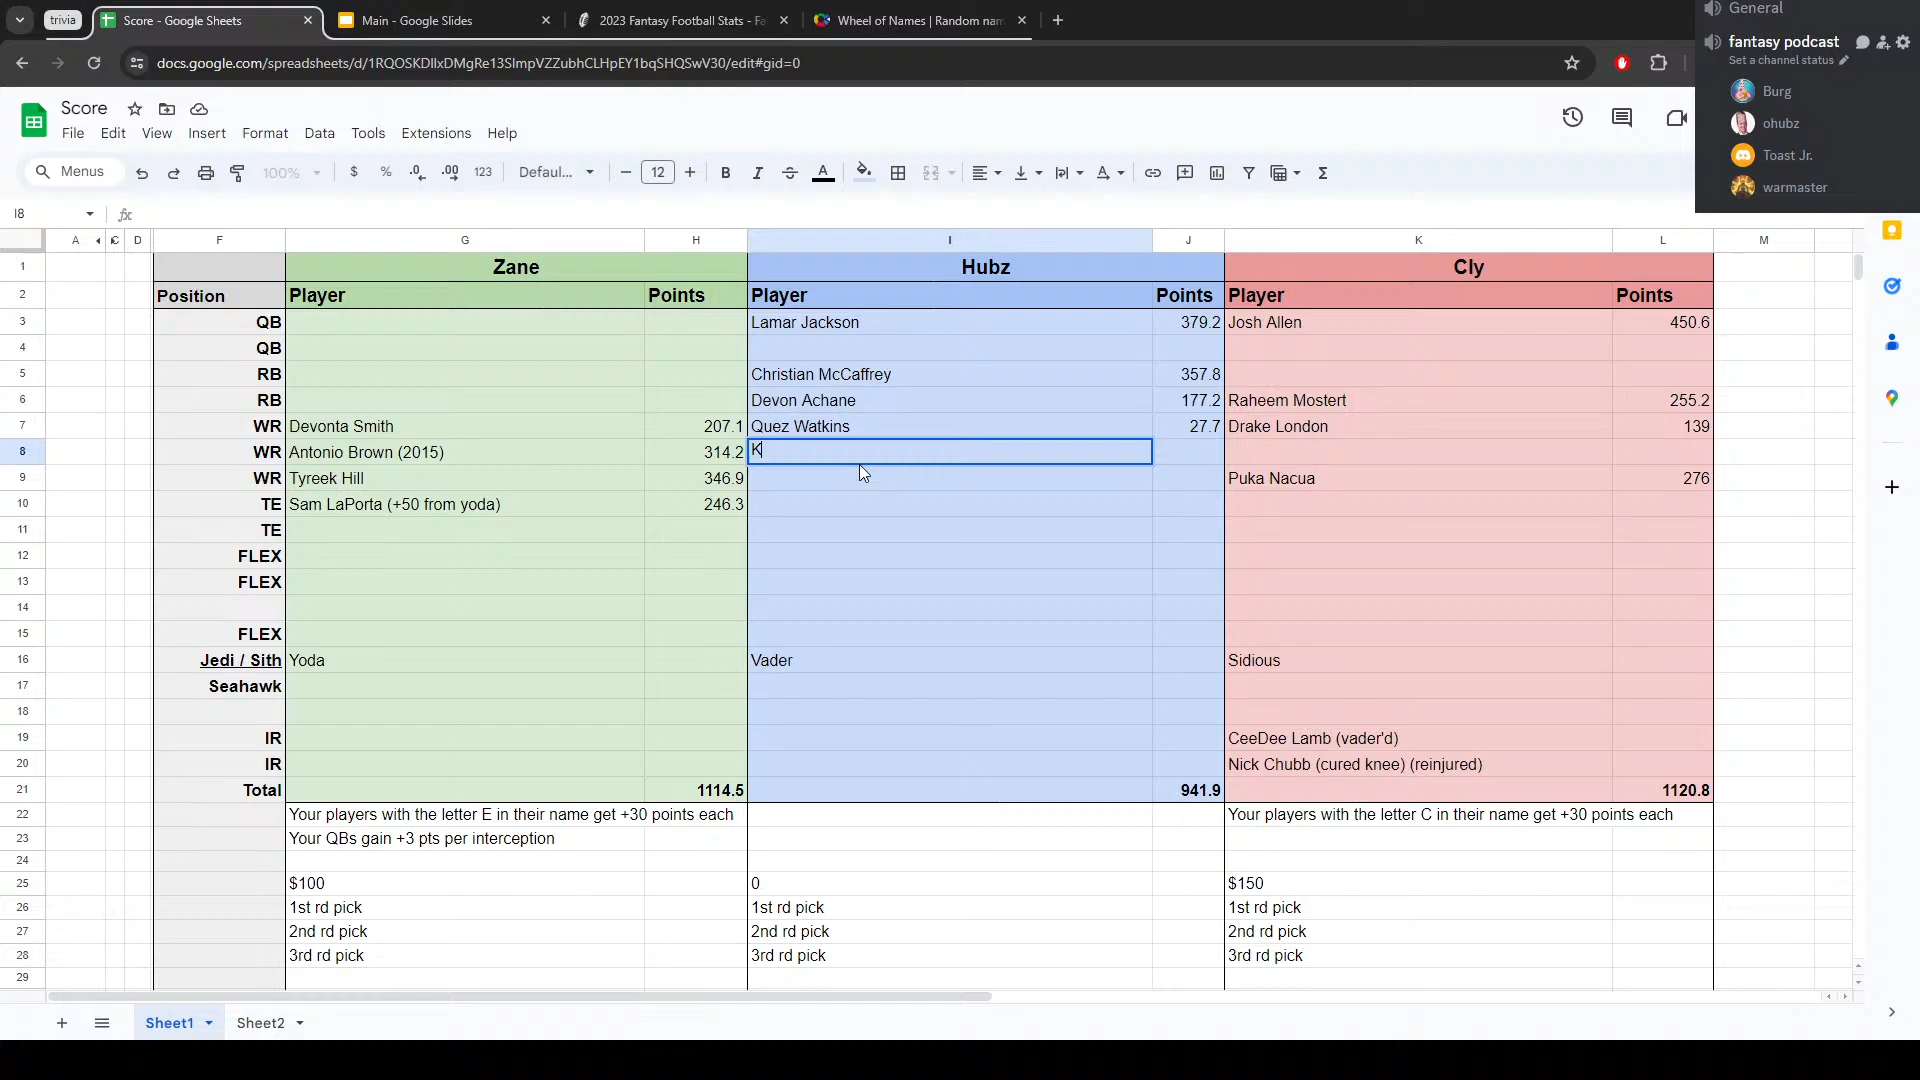 trivia
Score - Google Sheets
Main - Google Slides
2023 Fantasy Football Stats - Fa
Wheel of Names | Random nam
General
docs.google.com/spreadsheets/d/
fantasy podcast
Set a channel status
Burg
ohubz
Toast Jr.
warmaster
Score
File Edit View Insert Format Data Tools Extensions Help
Menus 100% $ % .0 .00 123 Defaul... 12 B I A Σ
I8 fx
A C D F G H I J K L M
1 Zane Hubz Cly
2 Position Player Points Player Points Player Points
3 QB Lamar Jackson 379.2 Josh Allen 450.6
4 QB
5 RB Christian McCaffrey 357.8
6 RB Devon Achane 177.2 Raheem Mostert 255.2
7 WR Devonta Smith 207.1 Quez Watkins 27.7 Drake London 139
8 WR Antonio Brown (2015) 314.2 K
9 WR Tyreek Hill 346.9 Puka Nacua 276
10 TE Sam LaPorta (+50 from yoda) 246.3
11 TE
12 FLEX
13 FLEX
14
15 FLEX
16 Jedi / Sith Yoda Vader Sidious
17 Seahawk
18
19 IR CeeDee Lamb (vader'd)
20 IR Nick Chubb (cured knee) (reinjured)
21 Total 1114.5 941.9 1120.8
22 Your players with the letter E in their name get +30 points each Your players with the letter C in their name get +30 points each
23 Your QBs gain +3 pts per interception
24
25 $100 0 $150
26 1st rd pick 1st rd pick 1st rd pick
27 2nd rd pick 2nd rd pick 2nd rd pick
28 3rd rd pick 3rd rd pick 3rd rd pick
29
Sheet1 Sheet2